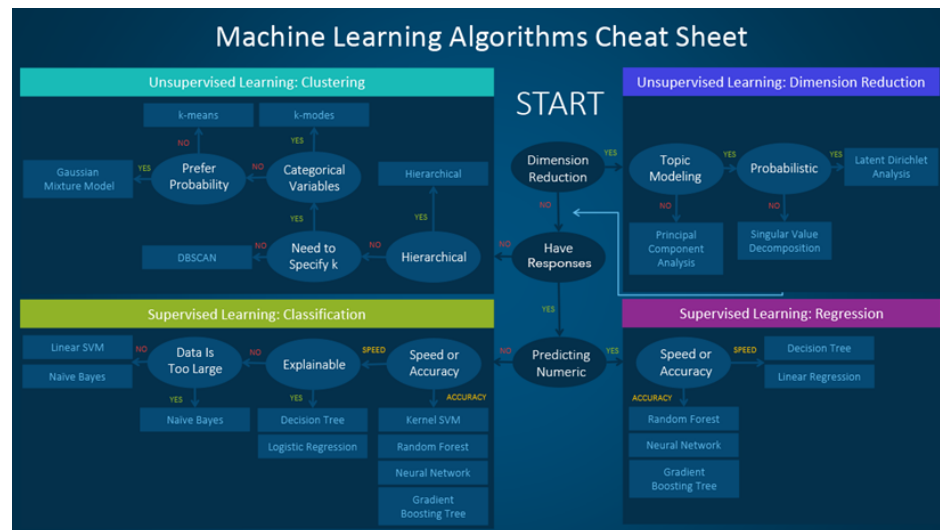 Machine Learning Algorithms Cheat Sheet
Unsupervised Learning: Clustering
START
Unsupervised Learning: Dimension Reduction
k-means
k-modes
NO
YES
Gaussian
Mixture Model
YES
Prefer
Probability
NO
Categorical
Variables
Hierarchical
YES
YES
DBSCAN
NO
Need to
Specify k
NO
Hierarchical
NO
Dimension
Reduction
YES
Topic
Modeling
YES
Probabilistic
YES
Latent Dirichlet
Analysis
NO
NO
NO
Principal
Component
Analysis
Singular Value
Decomposition
Have
Responses
YES
Supervised Learning: Classification
Supervised Learning: Regression
Linear SVM
Naïve Bayes
NO
Data Is
Too Large
NO
Explainable
SPEED
Speed or
Accuracy
NO
Predicting
Numeric
YES
Speed or
Accuracy
SPEED
Decision Tree
Linear Regression
YES
Naïve Bayes
YES
Decision Tree
Logistic Regression
ACCURACY
Kernel SVM
Random Forest
Neural Network
Gradient
Boosting Tree
ACCURACY
Random Forest
Neural Network
Gradient
Boosting Tree